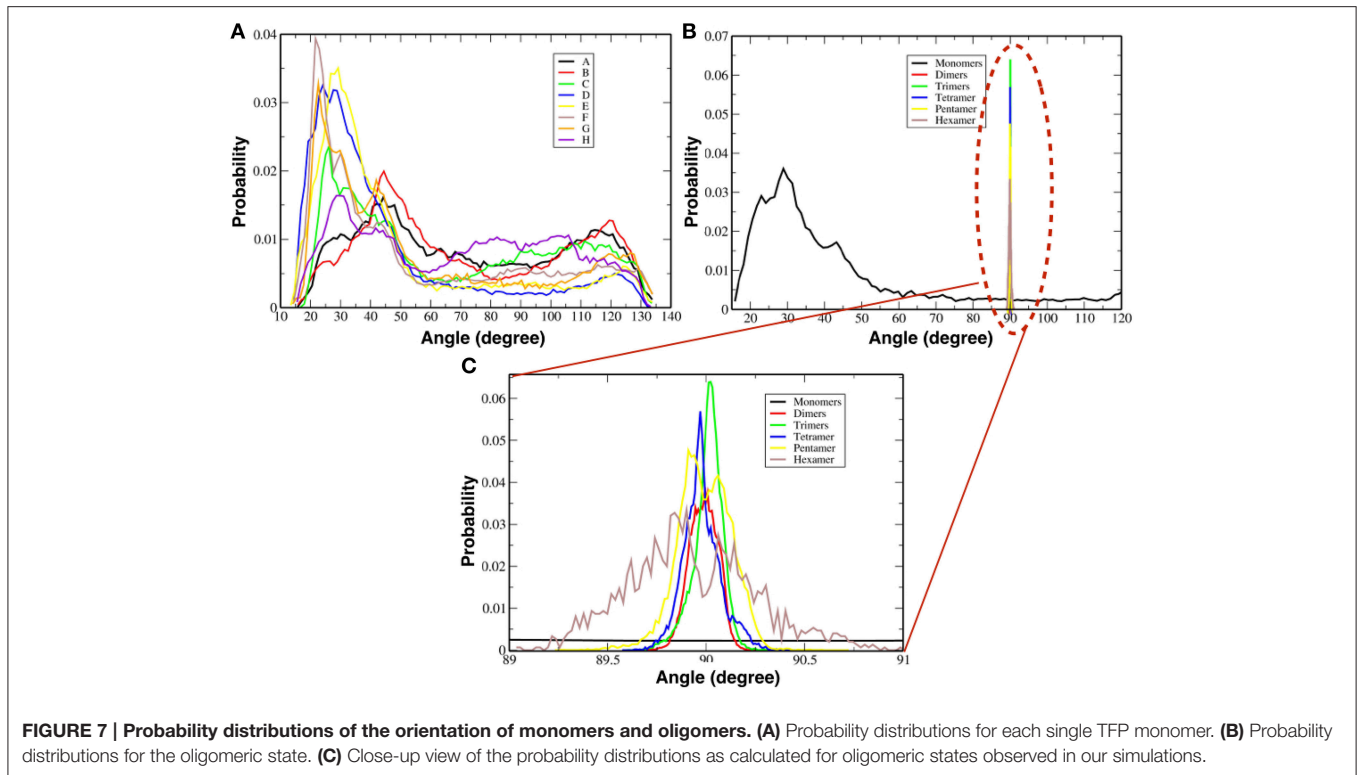 A
0.04
0.03
0.02
0.01
0
Probability
10 20 30 40 50 60 70 80 90 100 110 120 130 140
Angle (degree)
A
B
C
D
E
F
G
H
B
0.07
0.06
0.05
0.04
0.03
0.02
0.01
0
Probability
20 30 40 50 60 70 80 90 100 110 120
Angle (degree)
Monomers
Dimers
Trimers
Tetramer
Pentamer
Hexamer
C
0.06
0.05
0.04
0.03
0.02
0.01
0
Probability
89 89.5 90 90.5 91
Angle (degree)
Monomers
Dimers
Trimers
Tetramer
Pentamer
Hexamer
FIGURE 7 | Probability distributions of the orientation of monomers and oligomers. (A) Probability distributions for each single TFP monomer. (B) Probability
distributions for the oligomeric state. (C) Close-up view of the probability distributions as calculated for oligomeric states observed in our simulations.